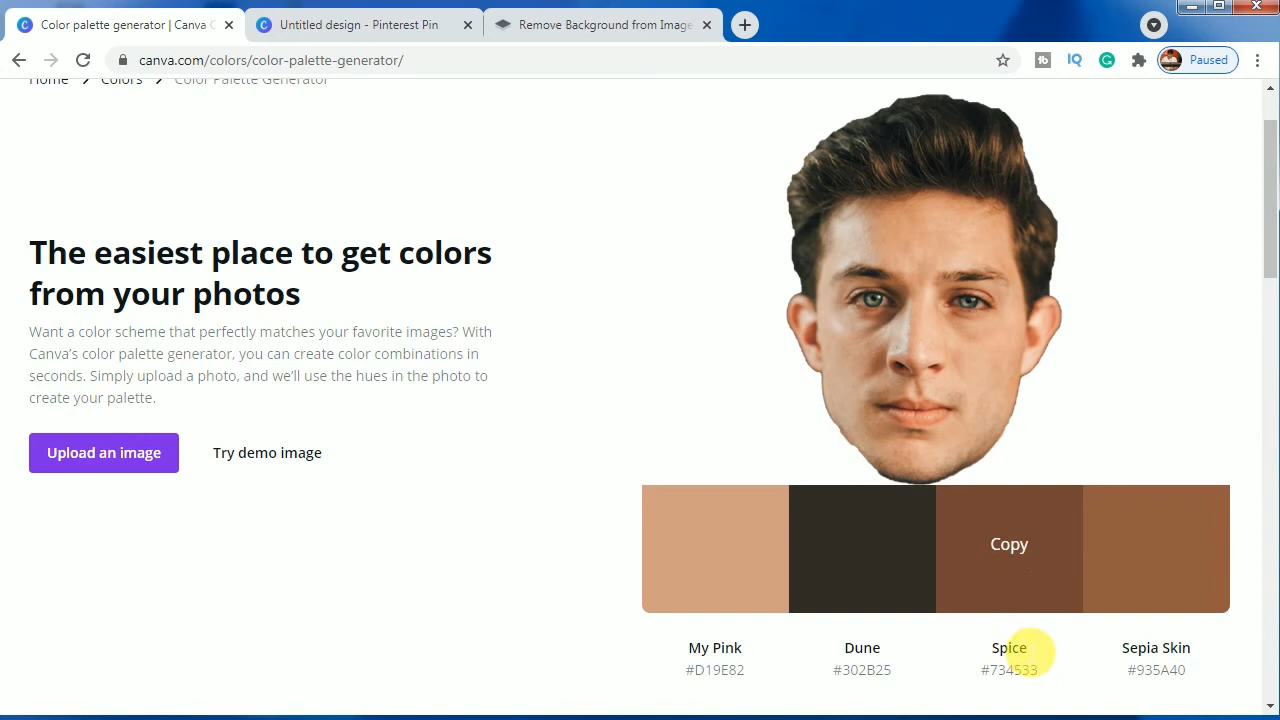 Color palette generator | Canva C
Untitled design - Pinterest Pin
Remove Background from Image
canva.com/colors/color-palette-generator/
tb
IQ
G
Paused
Home > Colors > Color Palette Generator
The easiest place to get colors
from your photos
Want a color scheme that perfectly matches your favorite images? With
Canva's color palette generator, you can create color combinations in
seconds. Simply upload a photo, and we'll use the hues in the photo to
create your palette.
Upload an image
Try demo image
Copy
My Pink
Dune
Spice
Sepia Skin
#D19E82
#302B25
#734533
#935A40